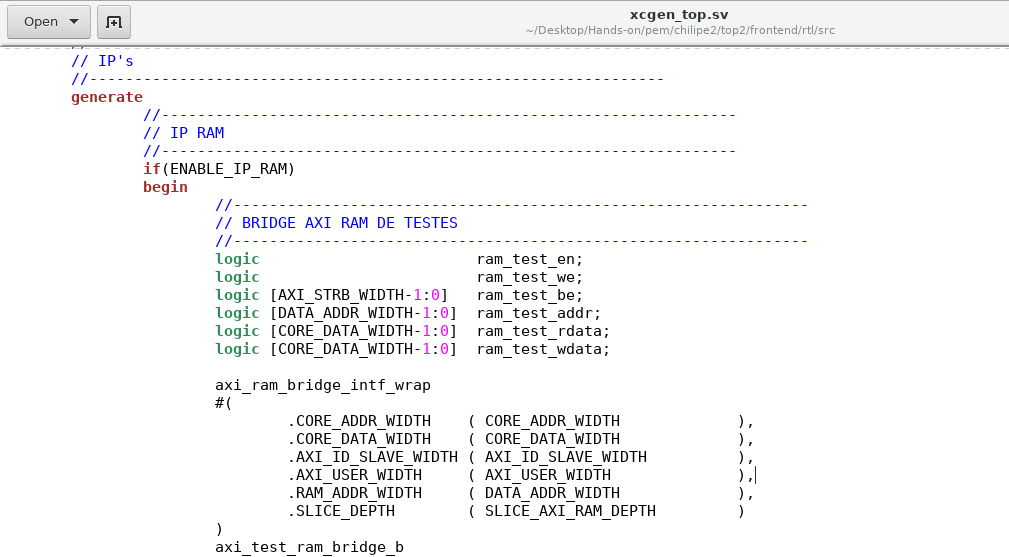 Open
xcgen_top.sv
~/Desktop/Hands-on/pem/chilipe2/top2/frontend/rtl/src
// IP's
//----------------------------------------------------------------
generate
//----------------------------------------------------------------
// IP RAM
//----------------------------------------------------------------
if(ENABLE_IP_RAM)
begin
//----------------------------------------------------------------
// BRIDGE AXI RAM DE TESTES
//----------------------------------------------------------------
logic                        ram_test_en;
logic                        ram_test_we;
logic [AXI_STRB_WIDTH-1:0]   ram_test_be;
logic [DATA_ADDR_WIDTH-1:0]  ram_test_addr;
logic [CORE_DATA_WIDTH-1:0]  ram_test_rdata;
logic [CORE_DATA_WIDTH-1:0]  ram_test_wdata;
axi_ram_bridge_intf_wrap
#(
.CORE_ADDR_WIDTH    ( CORE_ADDR_WIDTH             ),
.CORE_DATA_WIDTH    ( CORE_DATA_WIDTH             ),
.AXI_ID_SLAVE_WIDTH ( AXI_ID_SLAVE_WIDTH          ),
.AXI_USER_WIDTH     ( AXI_USER_WIDTH              ),
.RAM_ADDR_WIDTH     ( DATA_ADDR_WIDTH             ),
.SLICE_DEPTH        ( SLICE_AXI_RAM_DEPTH         )
)
axi_test_ram_bridge_b